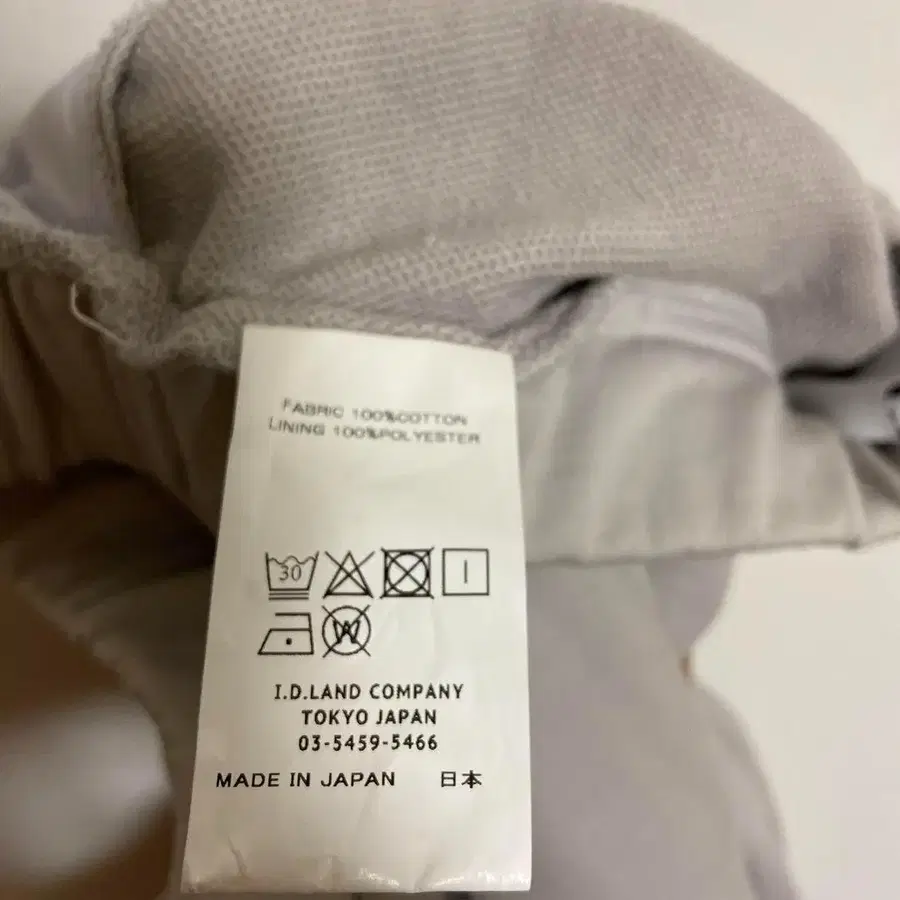 FABRIC 100%COTTON
LINING 100%POLYESTER
30
W
I.D.LAND COMPANY
TOKYO JAPAN
03-5459-5466
MADE IN JAPAN 日本